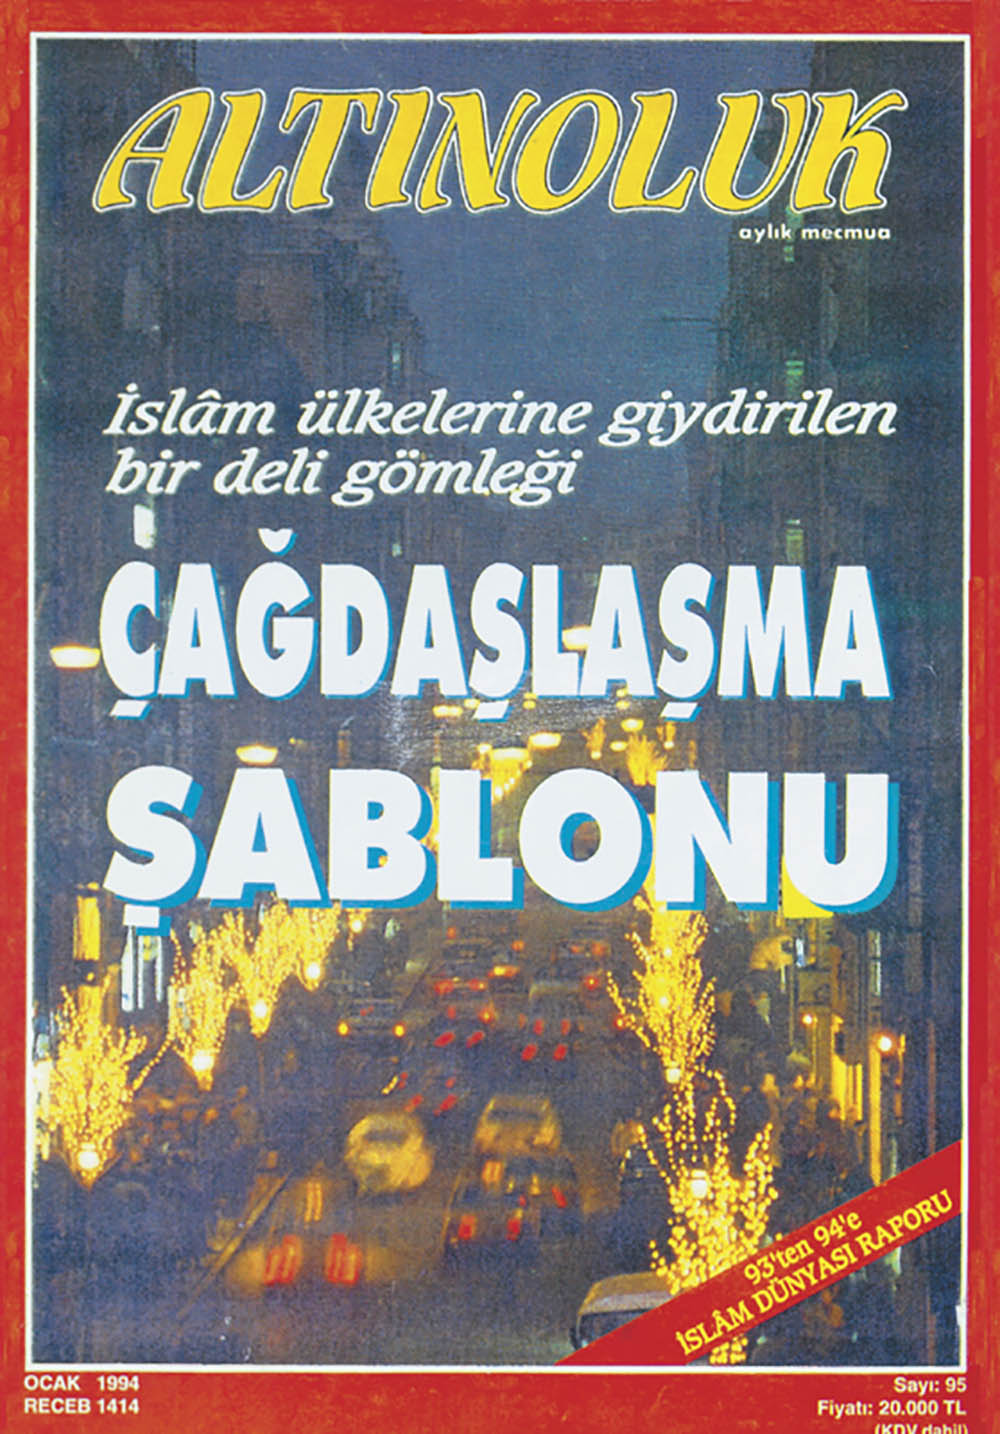 ALTINOLUK
aylık mecmua
İslâm ülkelerine giydirilen
bir deli gömleği
ÇAĞDAŞLAŞMA
ŞABLONU
93'ten 94'e
İSLÂM DÜNYASI RAPORU
OCAK 1994
RECEB 1414
Sayı: 95
Fiyatı: 20.000 TL
(KDV dahil)